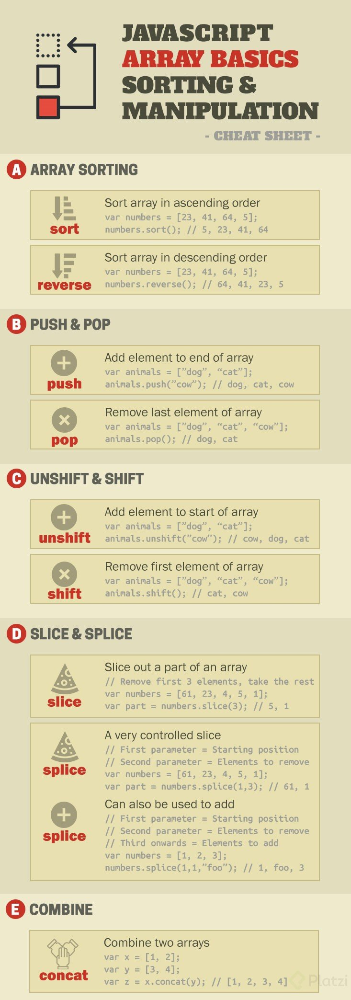 JAVASCRIPT
ARRAY BASICS
SORTING &
MANIPULATION
- CHEAT SHEET -
A ARRAY SORTING
sort
Sort array in ascending order
var numbers = [23, 41, 64, 5];
numbers.sort(); // 5, 23, 41, 64
reverse
Sort array in descending order
var numbers = [23, 41, 64, 5];
numbers.reverse(); // 64, 41, 23, 5
B PUSH & POP
push
Add element to end of array
var animals = [”dog”, “cat”];
animals.push(”cow”); // dog, cat, cow
pop
Remove last element of array
var animals = [”dog”, “cat”, “cow”];
animals.pop(); // dog, cat
C UNSHIFT & SHIFT
unshift
Add element to start of array
var animals = [”dog”, “cat”];
animals.unshift(”cow”); // cow, dog, cat
shift
Remove first element of array
var animals = [”dog”, “cat”, “cow”];
animals.shift(); // cat, cow
D SLICE & SPLICE
slice
Slice out a part of an array
// Remove first 3 elements, take the rest
var numbers = [61, 23, 4, 5, 1];
var part = numbers.slice(3); // 5, 1
splice
A very controlled slice
// First parameter = Starting position
// Second parameter = Elements to remove
var numbers = [61, 23, 4, 5, 1];
var part = numbers.splice(1,3); // 61, 1
splice
Can also be used to add
// First parameter = Starting position
// Second parameter = Elements to remove
// Third onwards = Elements to add
var numbers = [1, 2, 3];
numbers.splice(1,1,”foo”); // 1, foo, 3
E COMBINE
concat
Combine two arrays
var x = [1, 2];
var y = [3, 4];
var z = x.concat(y); // [1, 2, 3, 4]
Platzi